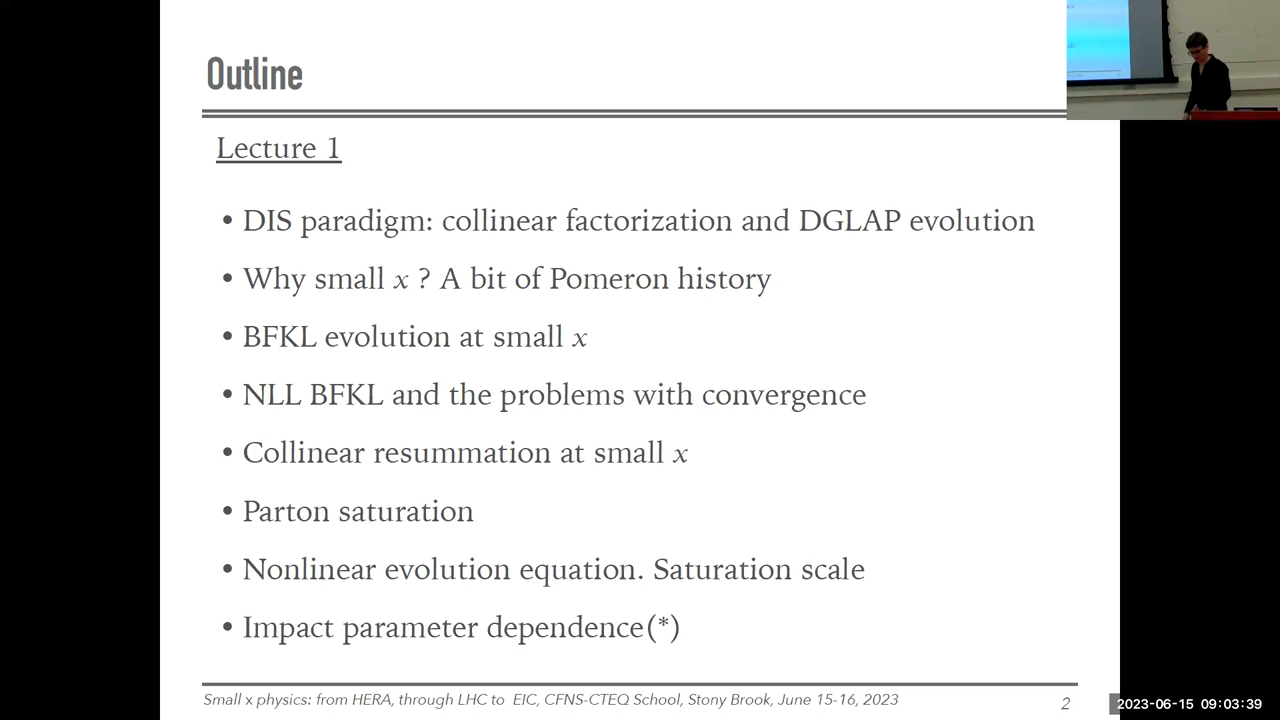 Outline
Lecture 1
• DIS paradigm: collinear factorization and DGLAP evolution
• Why small x ? A bit of Pomeron history
• BFKL evolution at small x
• NLL BFKL and the problems with convergence
• Collinear resummation at small x
• Parton saturation
• Nonlinear evolution equation. Saturation scale
• Impact parameter dependence(*)
Small x physics: from HERA, through LHC to EIC, CFNS-CTEQ School, Stony Brook, June 15-16, 2023
2
2023-06-15 09:03:39